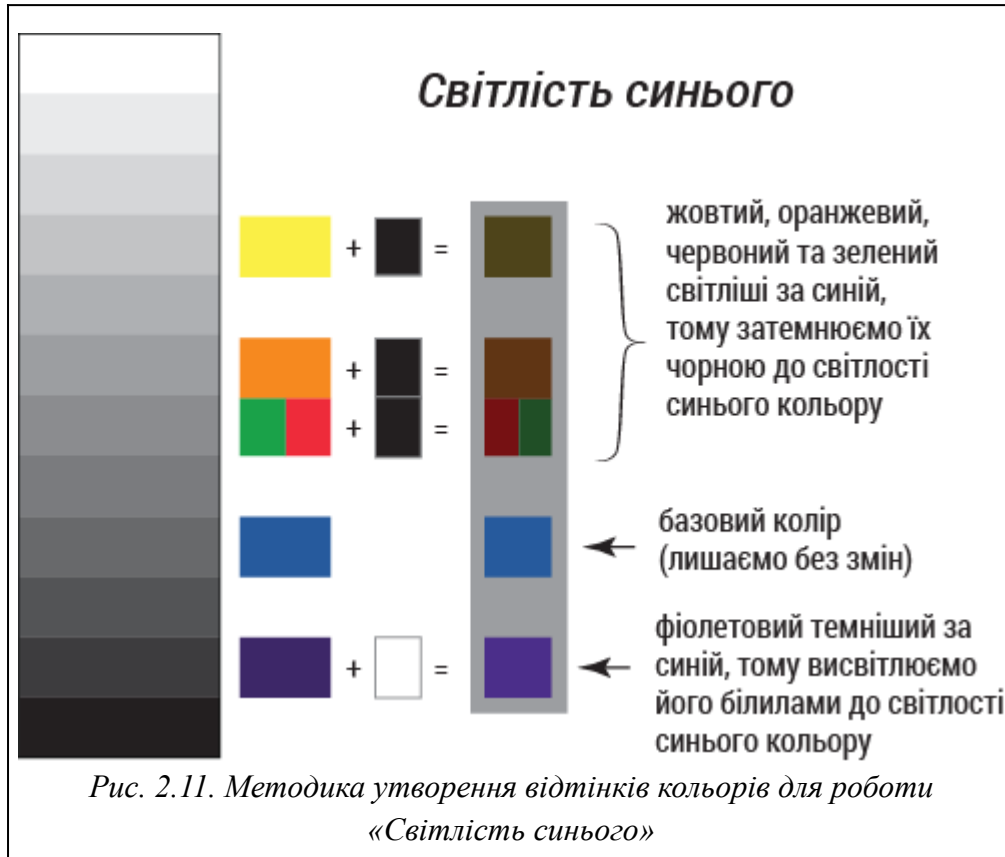 Світлість синього
+ =
жовтий, оранжевий,
червоний та зелений
світліші за синій,
тому затемнюємо їх
чорною до світлості
синього кольору
+ =
+ =
базовий колір
(лишаємо без змін)
+ =
фіолетовий темніший за
синій, тому висвітлюємо
його білилами до світлості
синього кольору
Рис. 2.11. Методика утворення відтінків кольорів для роботи
«Світлість синього»